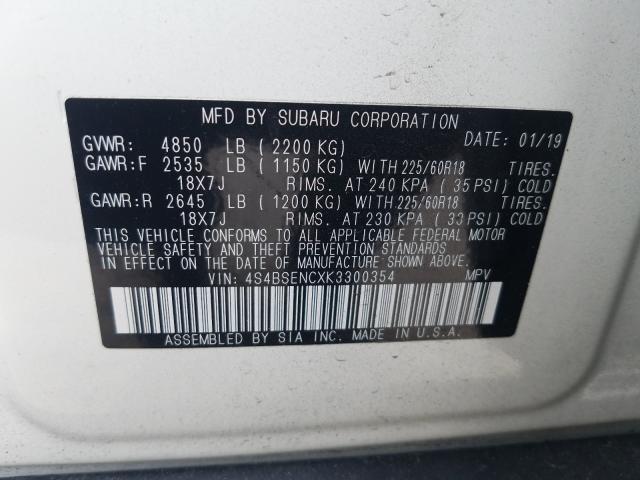 MFD BY SUBARU CORPORATION
GVWR: 4850 LB ( 2200 KG) DATE: 01/19
GAWR:F 2535 LB ( 1150 KG) WITH 225/60R18 TIRES.
18X7J RIMS. AT 240 KPA ( 35 PSI) COLD
GAWR:R 2645 LB ( 1200 KG) WITH 225/60R18 TIRES.
18X7J RIMS. AT 230 KPA ( 33 PSI) COLD
THIS VEHICLE CONFORMS TO ALL APPLICABLE FEDERAL MOTOR
VEHICLE SAFETY AND THEFT PREVENTION STANDARDS
IN EFFECT ON THE DATE OF MANUFACTURE SHOWN ABOVE.
VIN: 4S4BSENCXK3300354 MPV
ASSEMBLED BY SIA INC. MADE IN U.S.A.